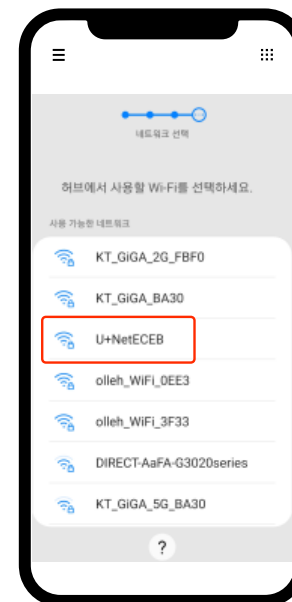 네트워크 선택
허브에서 사용할 Wi-Fi를 선택하세요.
사용 가능한 네트워크
KT_GiGA_2G_FBF0
KT_GiGA_BA30
U+NetECEB
olleh_WiFi_0EE3
olleh_WiFi_3F33
DIRECT-AaFA-G3020series
KT_GiGA_5G_BA30
?